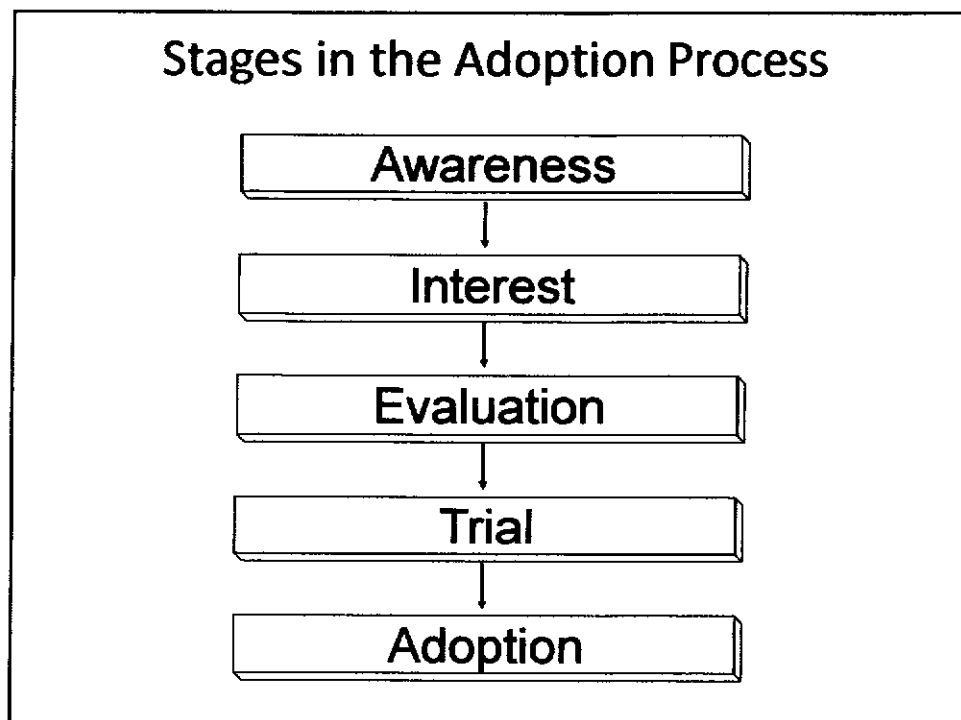 Stages in the Adoption Process
Awareness
Interest
Evaluation
Trial
Adoption